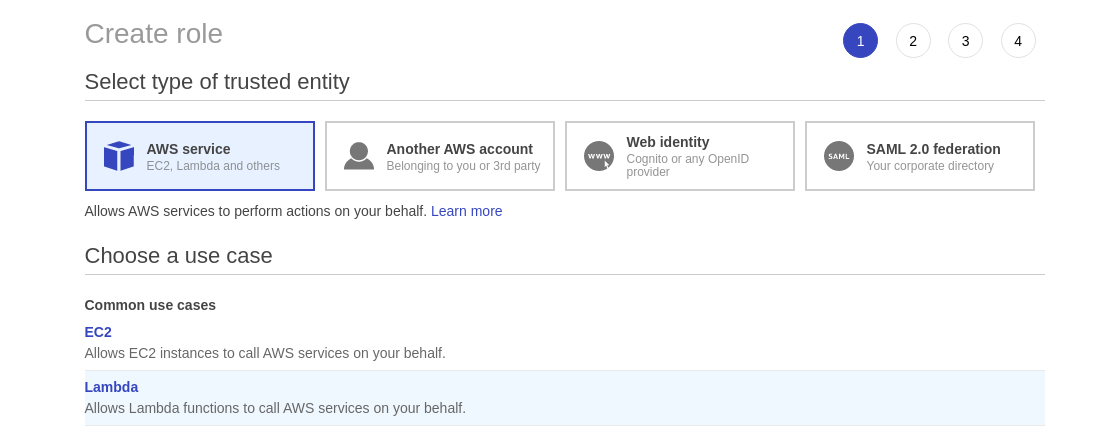 Create role
1 2 3 4
Select type of trusted entity
AWS service
EC2, Lambda and others
Another AWS account
Belonging to you or 3rd party
WWW
Web identity
Cognito or any OpenID
provider
SAML
SAML 2.0 federation
Your corporate directory
Allows AWS services to perform actions on your behalf. Learn more
Choose a use case
Common use cases
EC2
Allows EC2 instances to call AWS services on your behalf.
Lambda
Allows Lambda functions to call AWS services on your behalf.